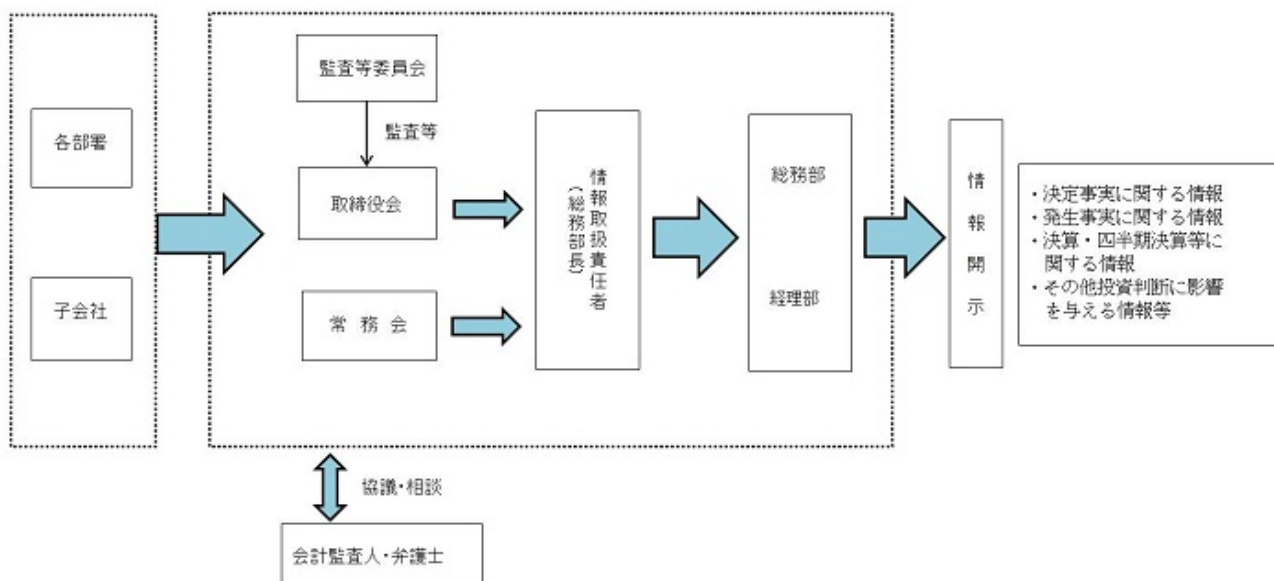 各部署
子会社
監査等委員会
監査等
取締役会
常務会
情報取扱責任者
(総務部長)
総務部
経理部
情報開示
・決定事実に関する情報
・発生事実に関する情報
・決算・四半期決算等に
関する情報
・その他投資判断に影響
を与える情報等
協議・相談
会計監査人・弁護士